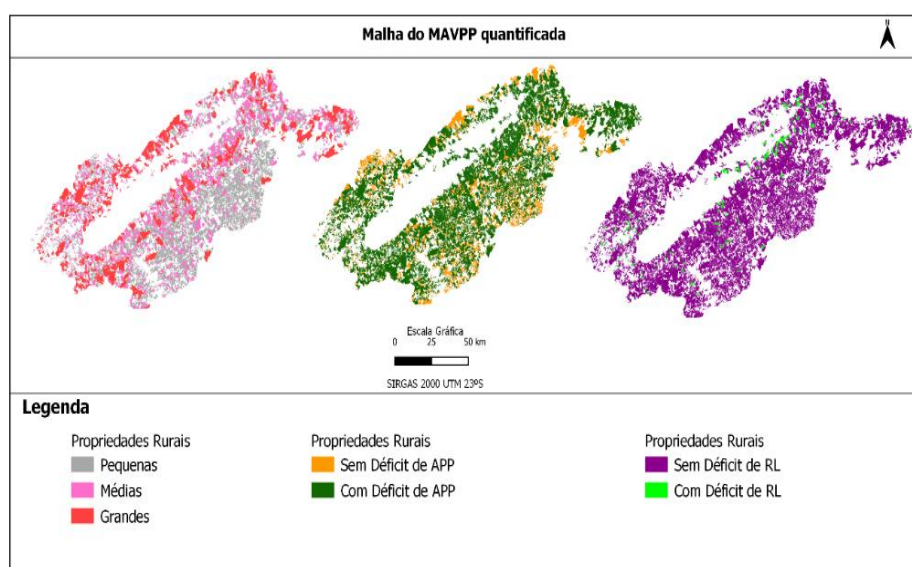 Malha do MAVPP quantificada
N
Escala Gráfica
0 25 50 km
SIRGAS 2000 UTM 23ºS
Legenda
Propriedades Rurais
Pequenas
Médias
Grandes
Propriedades Rurais
Sem Déficit de APP
Com Déficit de APP
Propriedades Rurais
Sem Déficit de RL
Com Déficit de RL